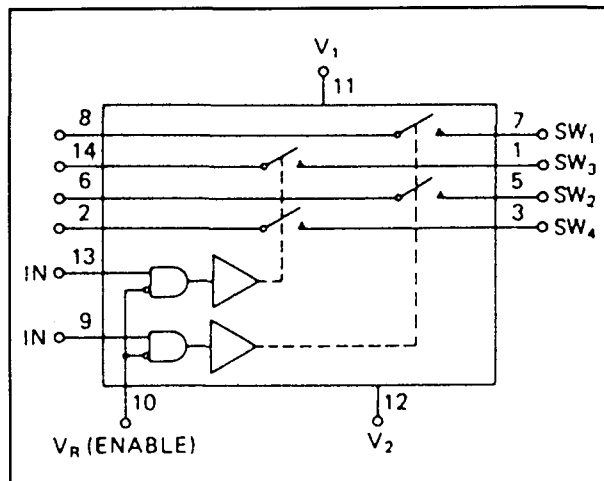 V₁
11
8 7 SW₁
14 1 SW₃
6 5 SW₂
2 3 SW₄
IN 13
IN 9
10 12
V_R (ENABLE) V₂